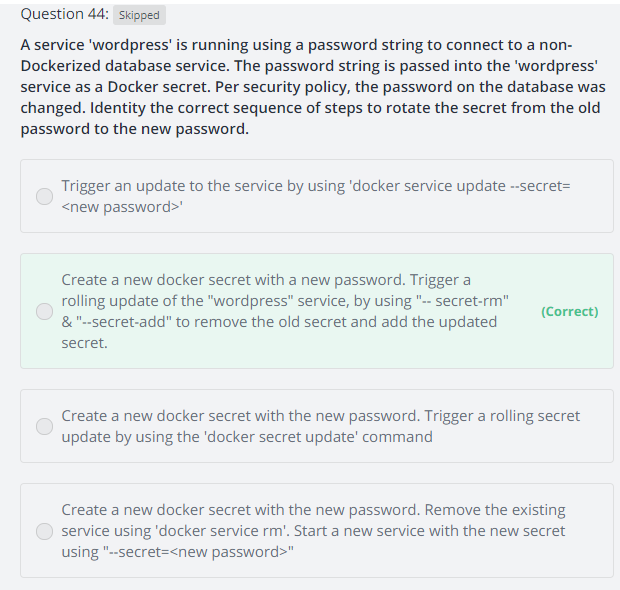 Question 44: Skipped
A service 'wordpress' is running using a password string to connect to a non-
Dockerized database service. The password string is passed into the 'wordpress'
service as a Docker secret. Per security policy, the password on the database was
changed. Identity the correct sequence of steps to rotate the secret from the old
password to the new password.
Trigger an update to the service by using 'docker service update --secret=
<new password>'
Create a new docker secret with a new password. Trigger a
rolling update of the "wordpress" service, by using "-- secret-rm"
& "--secret-add" to remove the old secret and add the updated
secret.
(Correct)
Create a new docker secret with the new password. Trigger a rolling secret
update by using the 'docker secret update' command
Create a new docker secret with the new password. Remove the existing
service using 'docker service rm'. Start a new service with the new secret
using "--secret=<new password>"